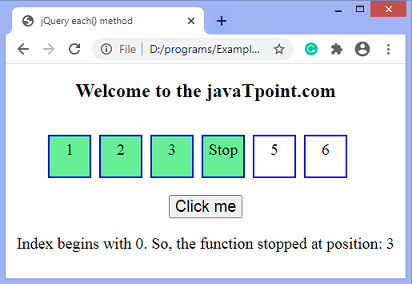 jQuery each() method
File
D:/programs/Exampl...
Welcome to the javaTpoint.com
1 2 3 Stop 5 6
Click me
Index begins with 0. So, the function stopped at position: 3